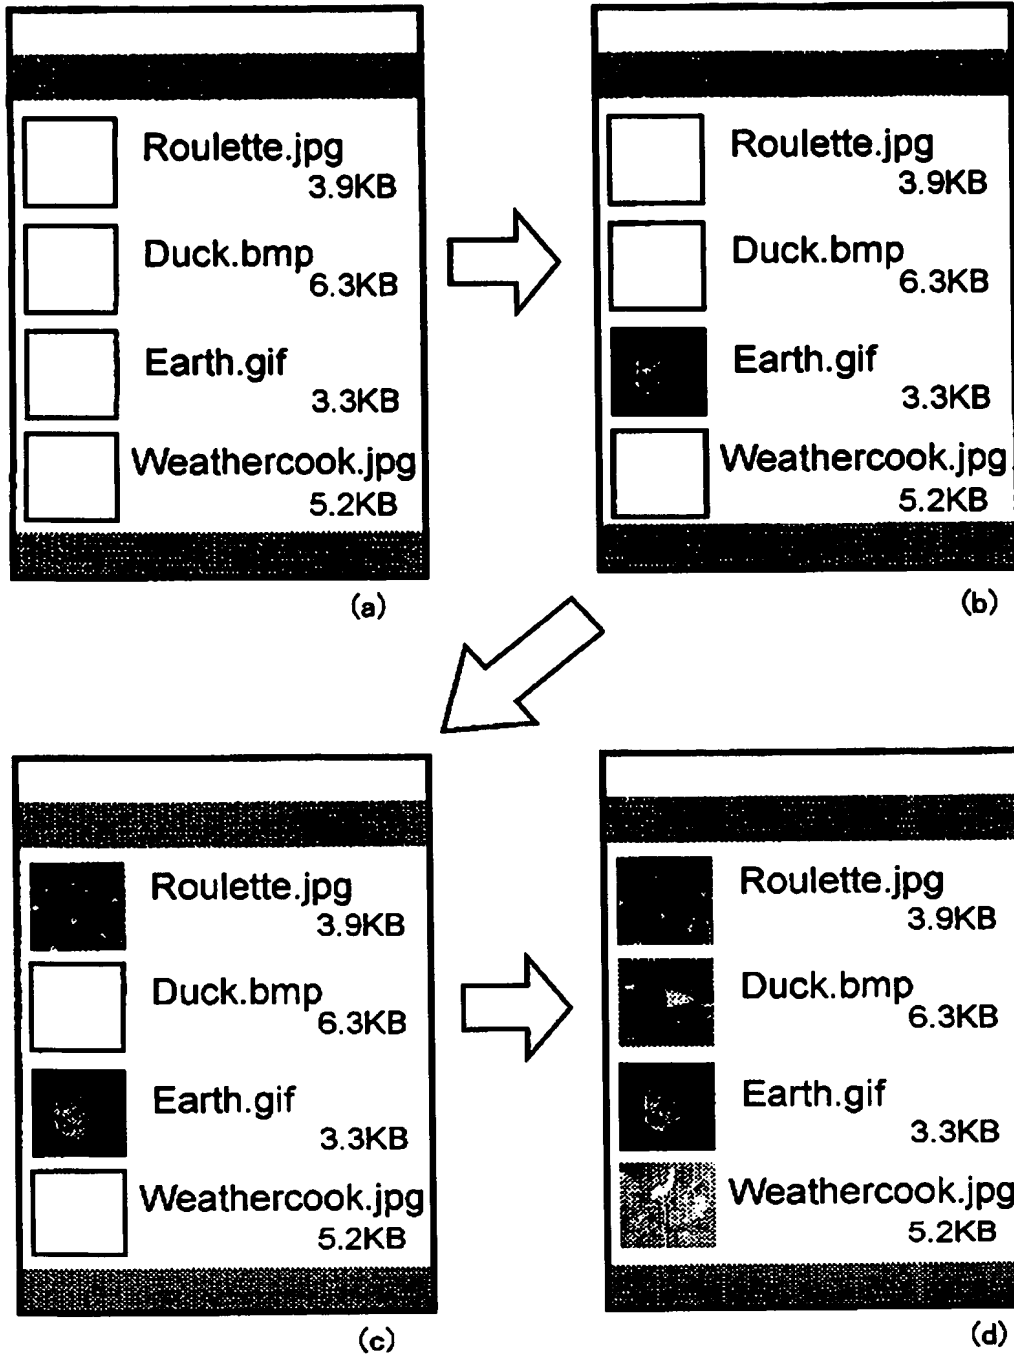 Roulette.jpg
3.9KB
Duck.bmp
6.3KB
Earth.gif
3.3KB
Weathercook.jpg
5.2KB
(a)
Roulette.jpg
3.9KB
Duck.bmp
6.3KB
Earth.gif
3.3KB
Weathercook.jpg
5.2KB
(b)
Roulette.jpg
3.9KB
Duck.bmp
6.3KB
Earth.gif
3.3KB
Weathercook.jpg
5.2KB
(c)
Roulette.jpg
3.9KB
Duck.bmp
6.3KB
Earth.gif
3.3KB
Weathercook.jpg
5.2KB
(d)